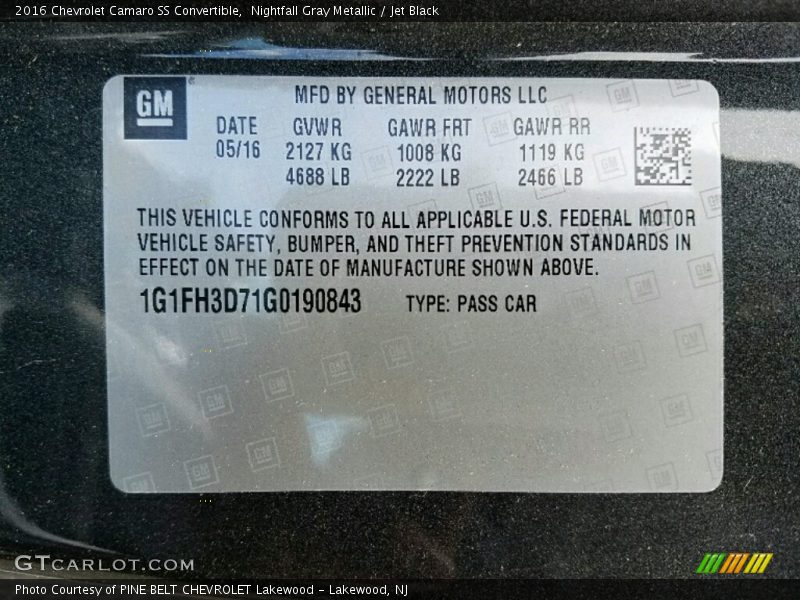 2016 Chevrolet Camaro SS Convertible,  Nightfall Gray Metallic / Jet Black
GM
MFD BY GENERAL MOTORS LLC
DATE GVWR GAWR FRT GAWR RR
05/16 2127 KG 1008 KG 1119 KG
4688 LB 2222 LB 2466 LB
THIS VEHICLE CONFORMS TO ALL APPLICABLE U.S. FEDERAL MOTOR
VEHICLE SAFETY, BUMPER, AND THEFT PREVENTION STANDARDS IN
EFFECT ON THE DATE OF MANUFACTURE SHOWN ABOVE.
1G1FH3D71G0190843 TYPE: PASS CAR
GTCARLOT.COM
Photo Courtesy of PINE BELT CHEVROLET Lakewood - Lakewood, NJ